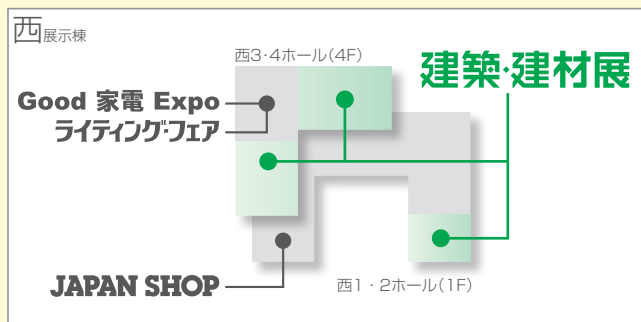 西展示棟
西3・4ホール(4F)
建築・建材展
Good 家電 Expo
ライティング・フェア
JAPAN SHOP
西1・2ホール(1F)